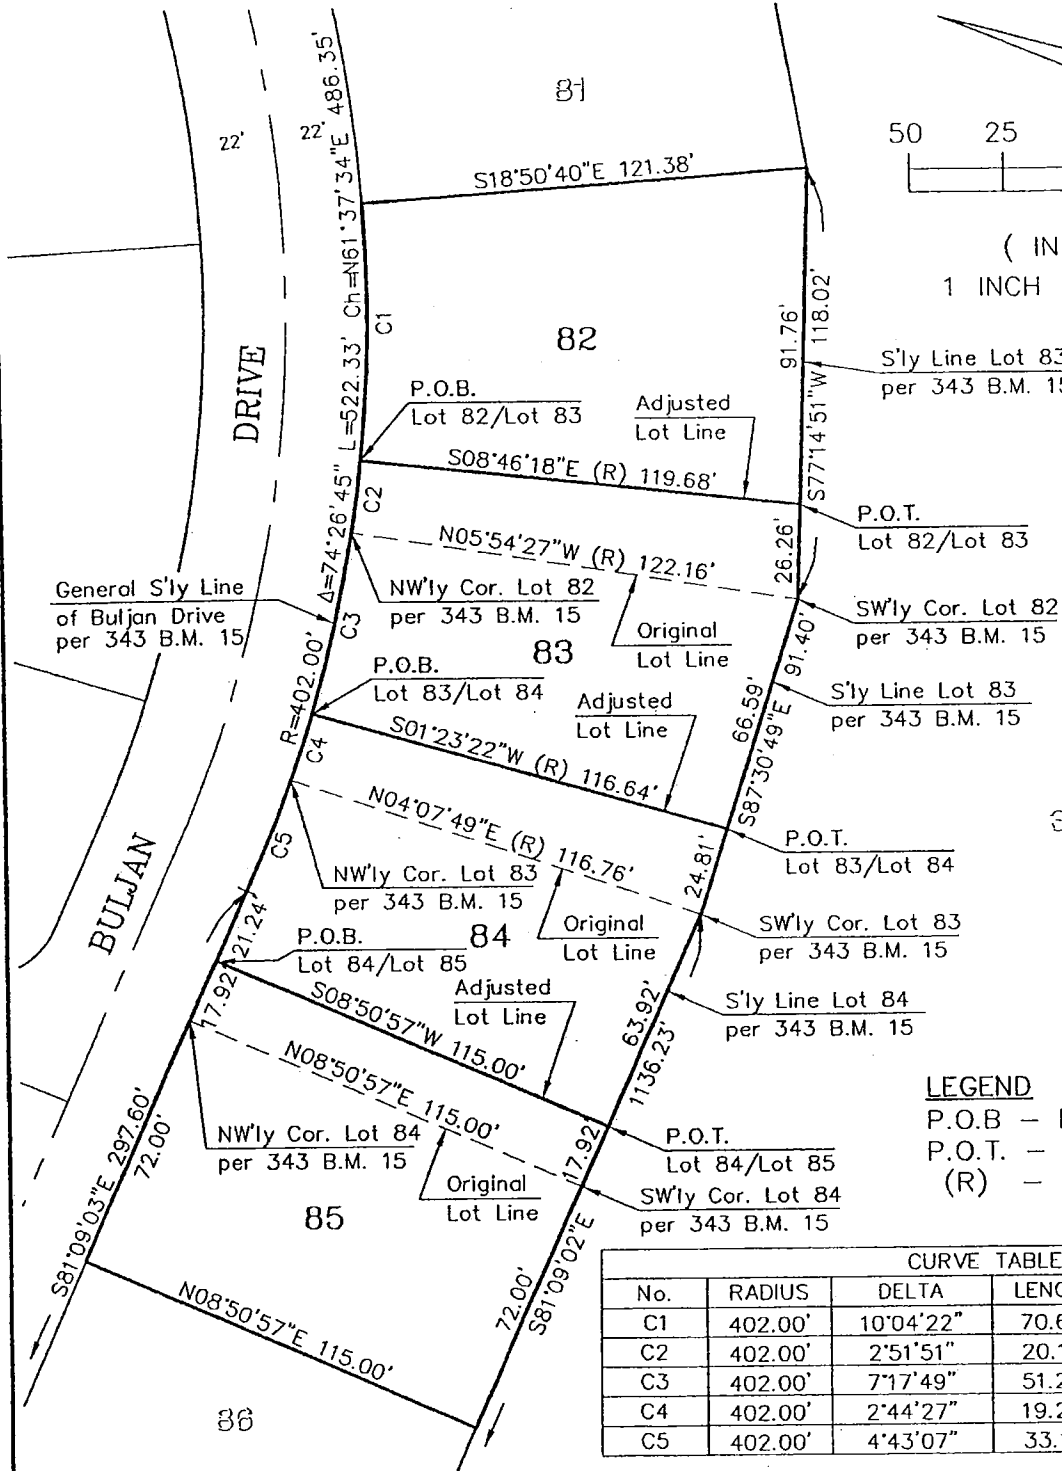 81
22'
22'
50 25
S18°50'40"E 121.38'
( IN
1 INCH
Δ=74°26'45" L=522.33' Ch=N61°37'34"E 486.35'
R=402.00'
C1
82
91.76'
S77°14'51"W 118.02'
S'ly Line Lot 83
per 343 B.M. 15
DRIVE
P.O.B.
Lot 82/Lot 83
Adjusted
Lot Line
S08°46'18"E (R) 119.68'
C2
P.O.T.
Lot 82/Lot 83
N05°54'27"W (R) 122.16'
26.26'
General S'ly Line
of Buljan Drive
per 343 B.M. 15
NW'ly Cor. Lot 82
per 343 B.M. 15
SW'ly Cor. Lot 82
per 343 B.M. 15
C3
83
Original
Lot Line
P.O.B.
Lot 83/Lot 84
Adjusted
Lot Line
66.59'
S87°30'49"E 91.40'
S'ly Line Lot 83
per 343 B.M. 15
S01°23'22"W (R) 116.64'
C4
N04°07'49"E (R) 116.76'
P.O.T.
Lot 83/Lot 84
24.81'
C5
BULJAN
NW'ly Cor. Lot 83
per 343 B.M. 15
Original
Lot Line
SW'ly Cor. Lot 83
per 343 B.M. 15
21.24'
P.O.B.
Lot 84/Lot 85
84
17.92'
S08°50'57"W 115.00'
Adjusted
Lot Line
S'ly Line Lot 84
per 343 B.M. 15
63.92'
1136.23'
N08°50'57"E 115.00'
LEGEND
P.O.B –
P.O.T. –
(R) –
NW'ly Cor. Lot 84
per 343 B.M. 15
P.O.T.
Lot 84/Lot 85
17.92'
Original
Lot Line
SW'ly Cor. Lot 84
per 343 B.M. 15
85
S81°09'03"E 297.60'
72.00'
72.00'
S81°09'02"E
N08°50'57"E 115.00'
86
CURVE TABLE
No. RADIUS DELTA LENG
C1 402.00' 10°04'22" 70.6
C2 402.00' 2°51'51" 20.1
C3 402.00' 7°17'49" 51.2
C4 402.00' 2°44'27" 19.2
C5 402.00' 4°43'07" 33.